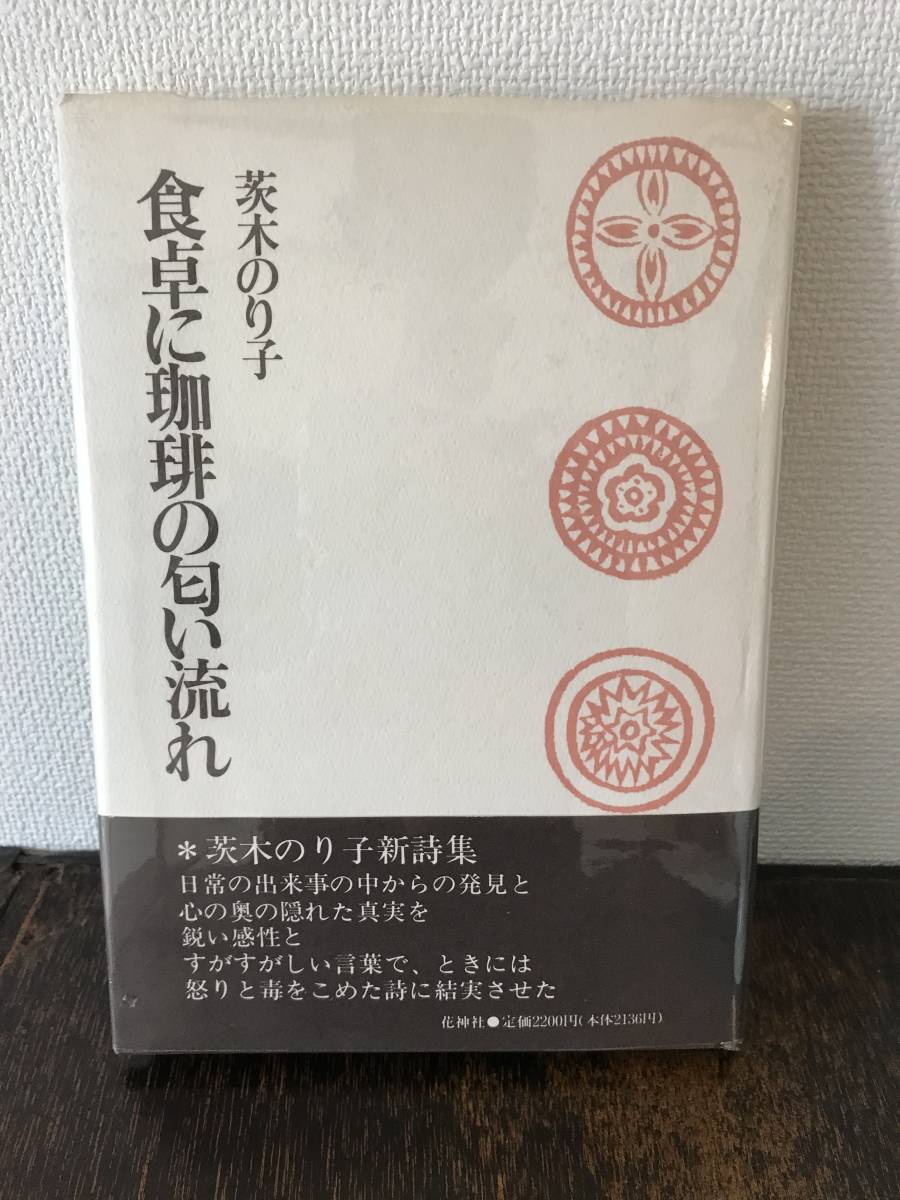 茨木のり子
食卓に珈琲の匂い流れ
＊茨木のり子新詩集
日常の出来事の中からの発見と
心の奥の隠れた真実を
鋭い感性と
すがすがしい言葉で、ときには
怒りと毒をこめた詩に結実させた
花神社●定価2200円(本体2136円)